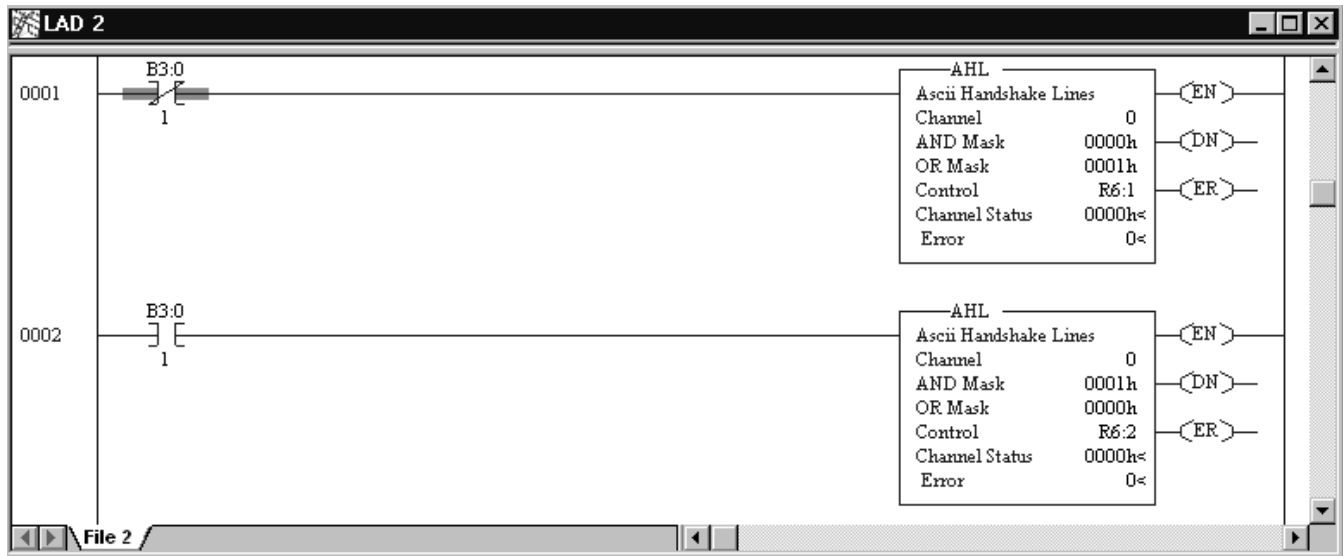 LAD 2
0001
B3:0
1
AHL
Ascii Handshake Lines
Channel 0
AND Mask 0000h
OR Mask 0001h
Control R6:1
Channel Status 0000h<
Error 0<
EN
DN
ER
0002
B3:0
1
AHL
Ascii Handshake Lines
Channel 0
AND Mask 0001h
OR Mask 0000h
Control R6:2
Channel Status 0000h<
Error 0<
EN
DN
ER
File 2